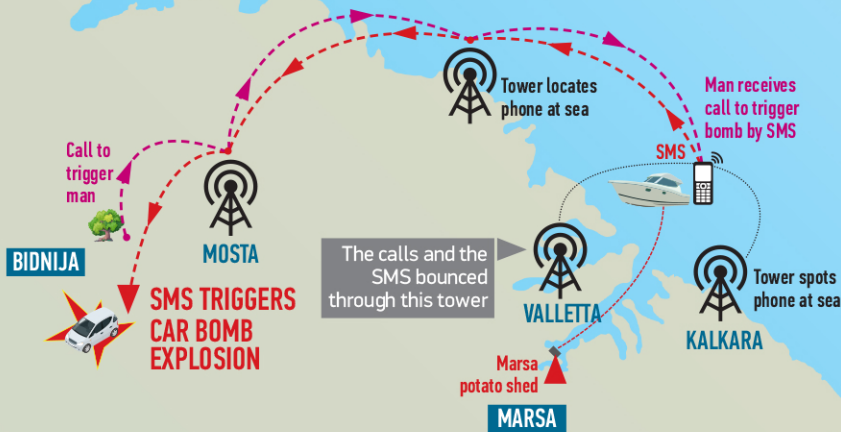 Tower locates
phone at sea
Man receives
call to trigger
bomb by SMS
SMS
Call to
trigger
man
BIDNIJA
MOSTA
The calls and the
SMS bounced
through this tower
VALLETTA
Tower spots
phone at sea
KALKARA
SMS TRIGGERS
CAR BOMB
EXPLOSION
Marsa
potato shed
MARSA